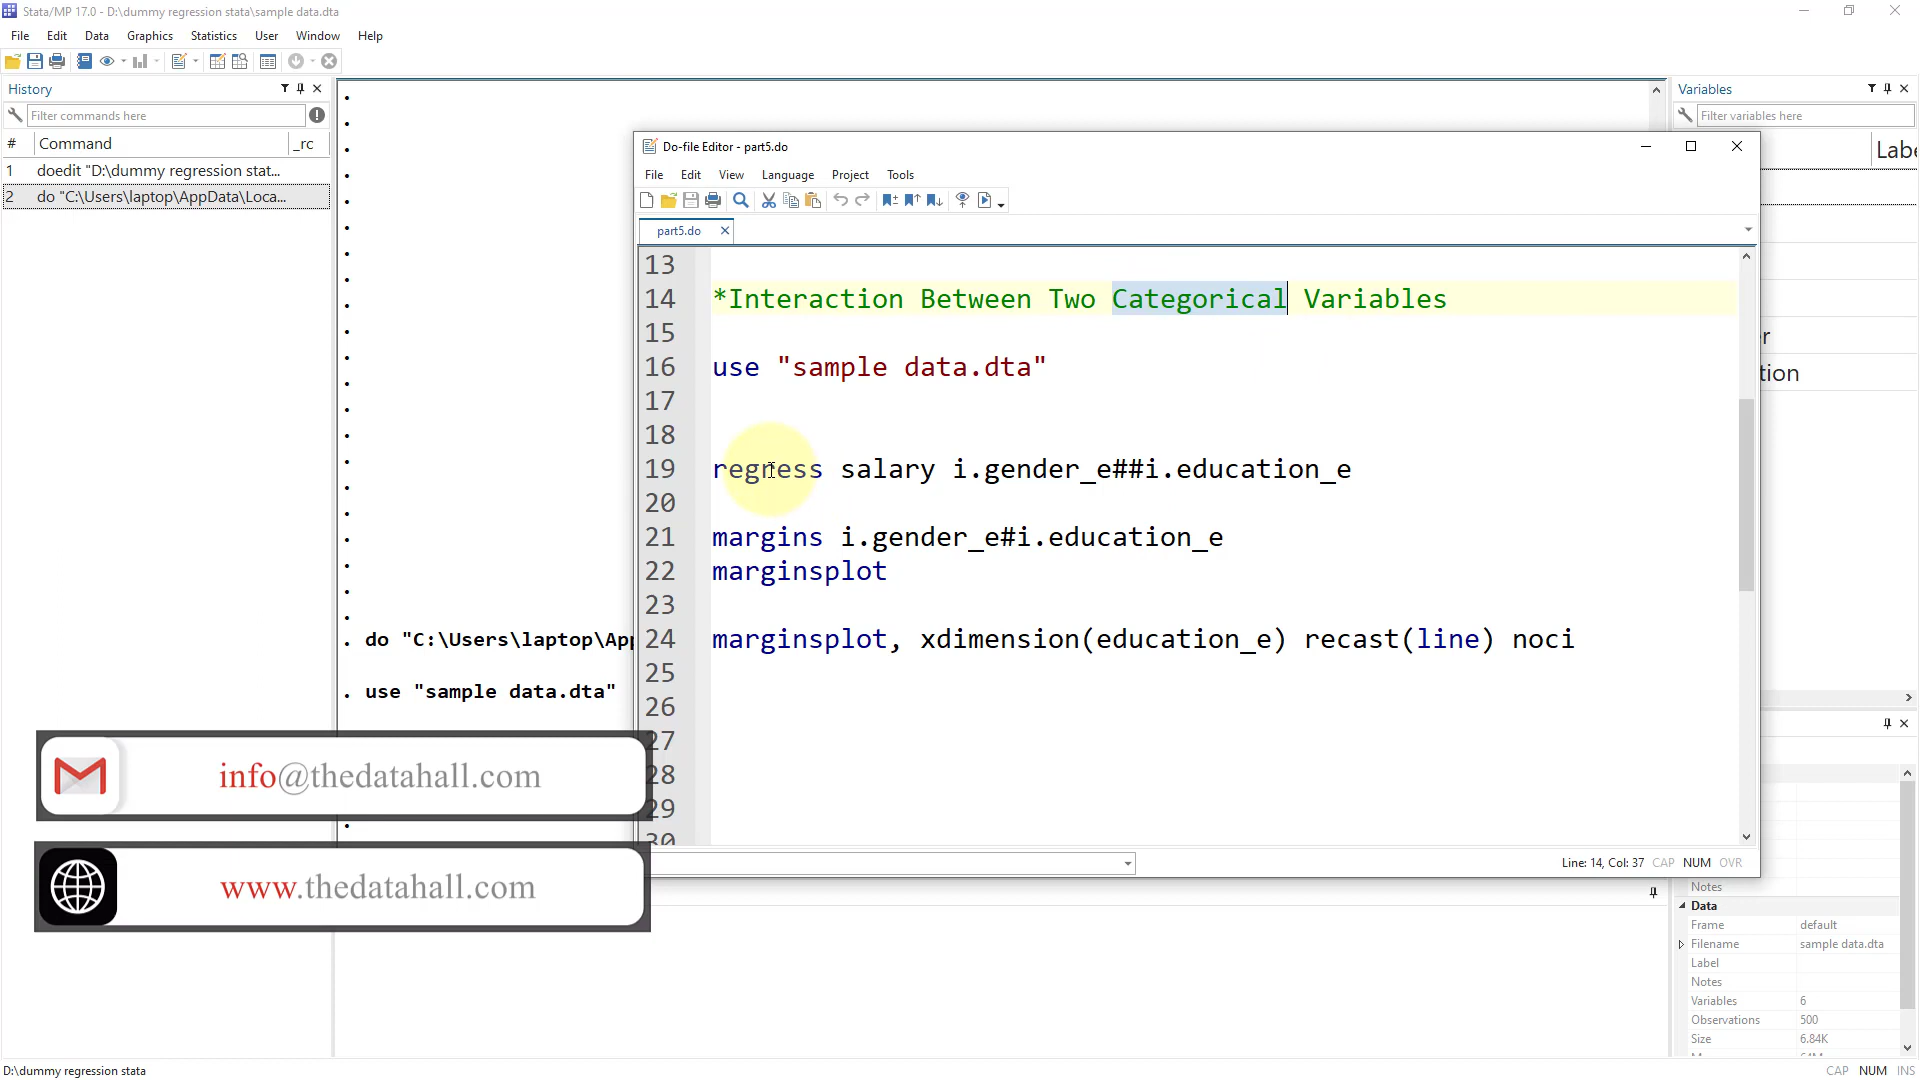 Stata/MP 17.0 - D:\dummy regression stata\sample data.dta
File Edit Data Graphics Statistics User Window Help
History
Filter commands here
# Command _rc
1 doedit "D:\dummy regression stat...
2 do "C:\Users\laptop\AppData\Loca...
. do "C:\Users\laptop\Ap
. use "sample data.dta"
Do-file Editor - part5.do
File Edit View Language Project Tools
part5.do
13
14 *Interaction Between Two Categorical Variables
15
16 use "sample data.dta"
17
18
19 regress salary i.gender_e##i.education_e
20
21 margins i.gender_e#i.education_e
22 marginsplot
23
24 marginsplot, xdimension(education_e) recast(line) noci
25
26
27
28
29
30
Line: 14, Col: 37 CAP NUM OVR
info@thedatahall.com
www.thedatahall.com
Variables
Filter variables here
Labe
r
tion
Notes
Data
Frame default
Filename sample data.dta
Label
Notes
Variables 6
Observations 500
Size 6.84K
D:\dummy regression stata
CAP NUM INS